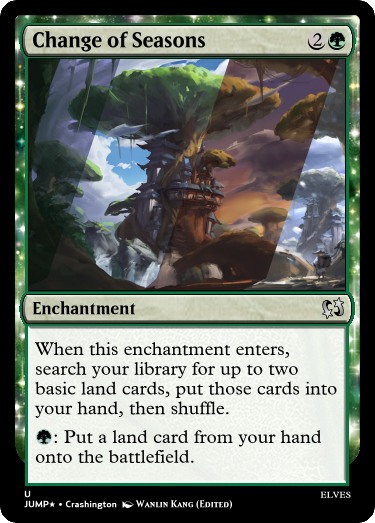 Change of Seasons 2
Enchantment
When this enchantment enters,
search your library for up to two
basic land cards, put those cards into
your hand, then shuffle.
: Put a land card from your hand
onto the battlefield.
U ELVES
JUMP★ • Crashington Wanlin Kang (Edited)